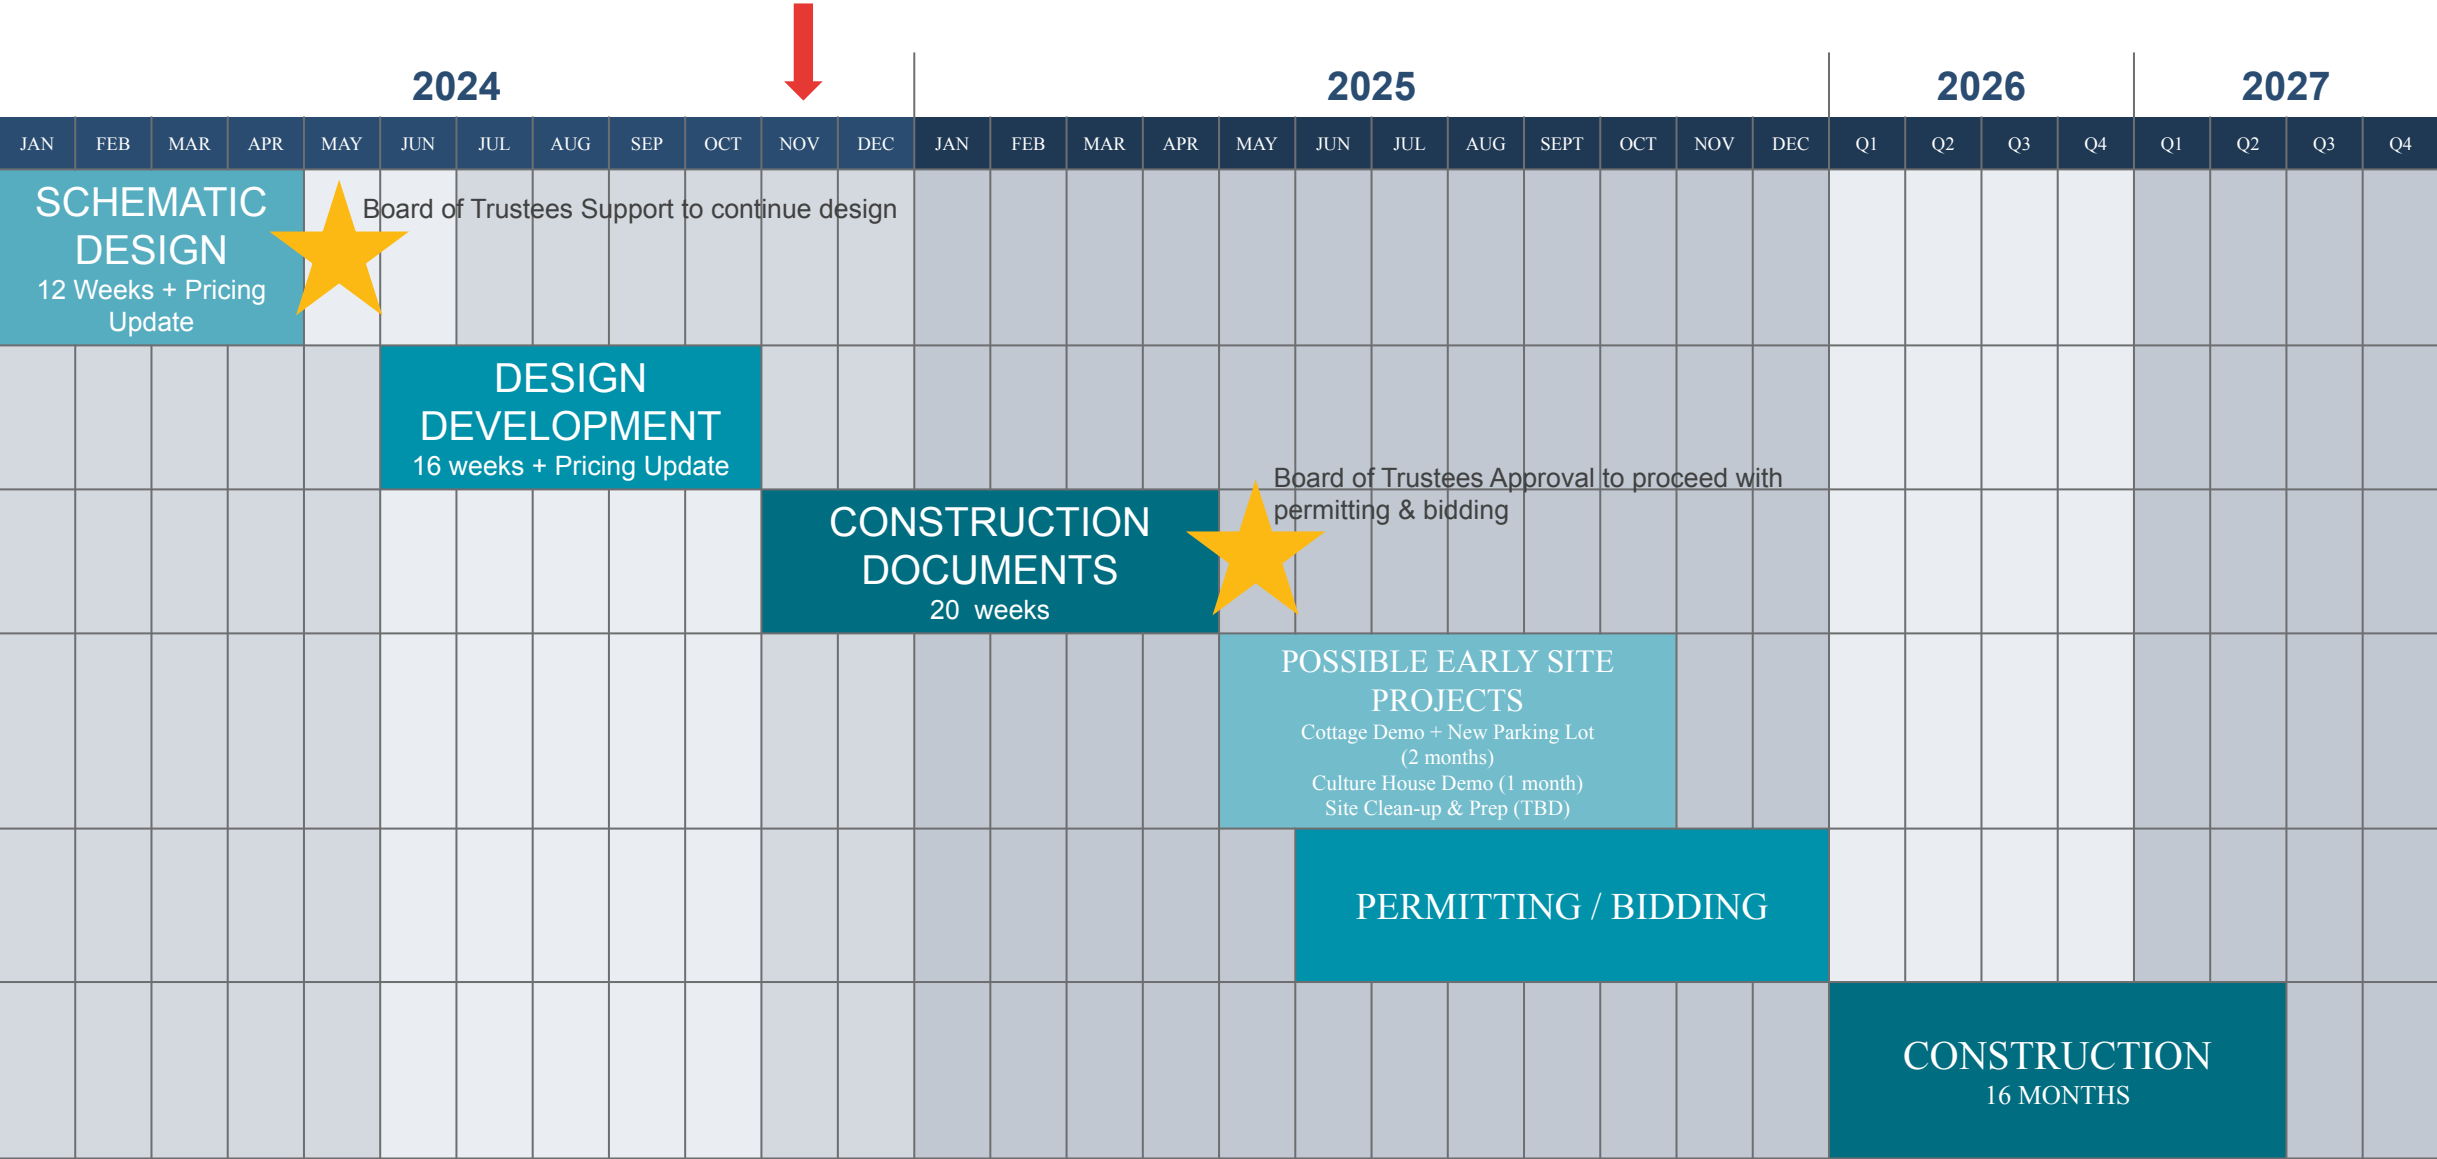 2024
2025
2026
2027
JAN FEB MAR APR MAY JUN JUL AUG SEP OCT NOV DEC JAN FEB MAR APR MAY JUN JUL AUG SEPT OCT NOV DEC Q1 Q2 Q3 Q4 Q1 Q2 Q3 Q4
SCHEMATIC
DESIGN
12 Weeks + Pricing
Update
Board of Trustees Support to continue design
DESIGN
DEVELOPMENT
16 weeks + Pricing Update
Board of Trustees Approval to proceed with
permitting & bidding
CONSTRUCTION
DOCUMENTS
20 weeks
POSSIBLE EARLY SITE
PROJECTS
Cottage Demo + New Parking Lot
(2 months)
Culture House Demo (1 month)
Site Clean-up & Prep (TBD)
PERMITTING / BIDDING
CONSTRUCTION
16 MONTHS